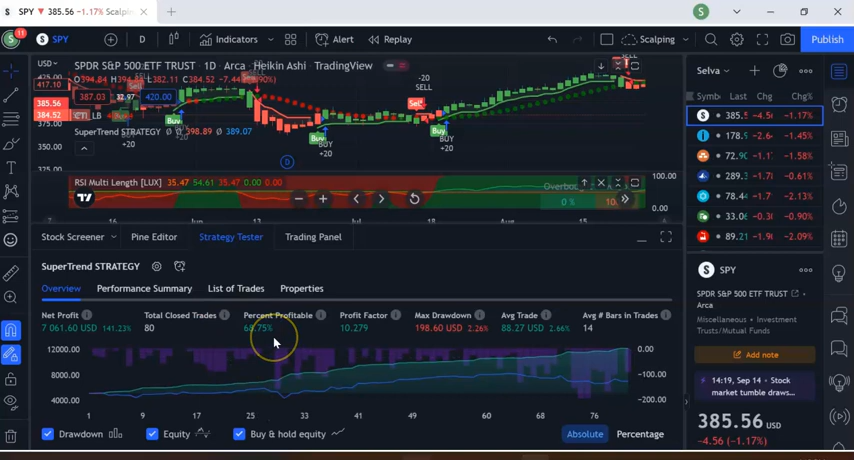 SPY ▼ 385.56 −1.17% Scalpin
S
11
SPY
D
Indicators
Alert
Replay
Scalping
Publish
USD
SPDR S&P 500 ETF TRUST · 1D · Arca · Heikin Ashi · TradingView
417.10
387.03
32.97
420.00
385.56
384.52
LB
375.00
350.00
325.00
SuperTrend STRATEGY Ø Ø 398.89 Ø 389.07
Buy
+20
Buy
+20
-20
SELL
Sell
Buy
BUY
+20
D
RSI Multi Length [LUX] 35.47 54.61 35.47 0.00 0.00
100.00
0.00
0 %
16
Jun
13
Jul
18
Aug
15
Stock Screener
Pine Editor
Strategy Tester
Trading Panel
SuperTrend STRATEGY
Overview
Performance Summary
List of Trades
Properties
Net Profit
Total Closed Trades
Percent Profitable
Profit Factor
Max Drawdown
Avg Trade
Avg # Bars in Trades
7 061.60 USD 141.23%
80
68.75%
10.279
198.60 USD 2.26%
88.27 USD 2.66%
14
12000.00
8000.00
4000.00
0.00
−100.00
−200.00
1
9
17
25
33
41
49
60
68
76
Drawdown
Equity
Buy & hold equity
Absolute
Percentage
Selva
Symb
Last
Chg
Chg%
385.5
−4.5
−1.17%
178.9
−2.6
−1.45%
72.90
−1.1
−1.58%
289.3
−1.7
−0.61%
78.4
−1.7
−2.13%
33.06
−0.3
−0.90%
89.21
−1.9
−2.09%
S
SPY
SPDR S&P 500 ETF TRUST
Arca
Miscellaneous • Investment
Trusts/Mutual Funds
Add note
14:19, Sep 14 • Stock
market tumble draws...
385.56 USD
−4.56 (−1.17%)